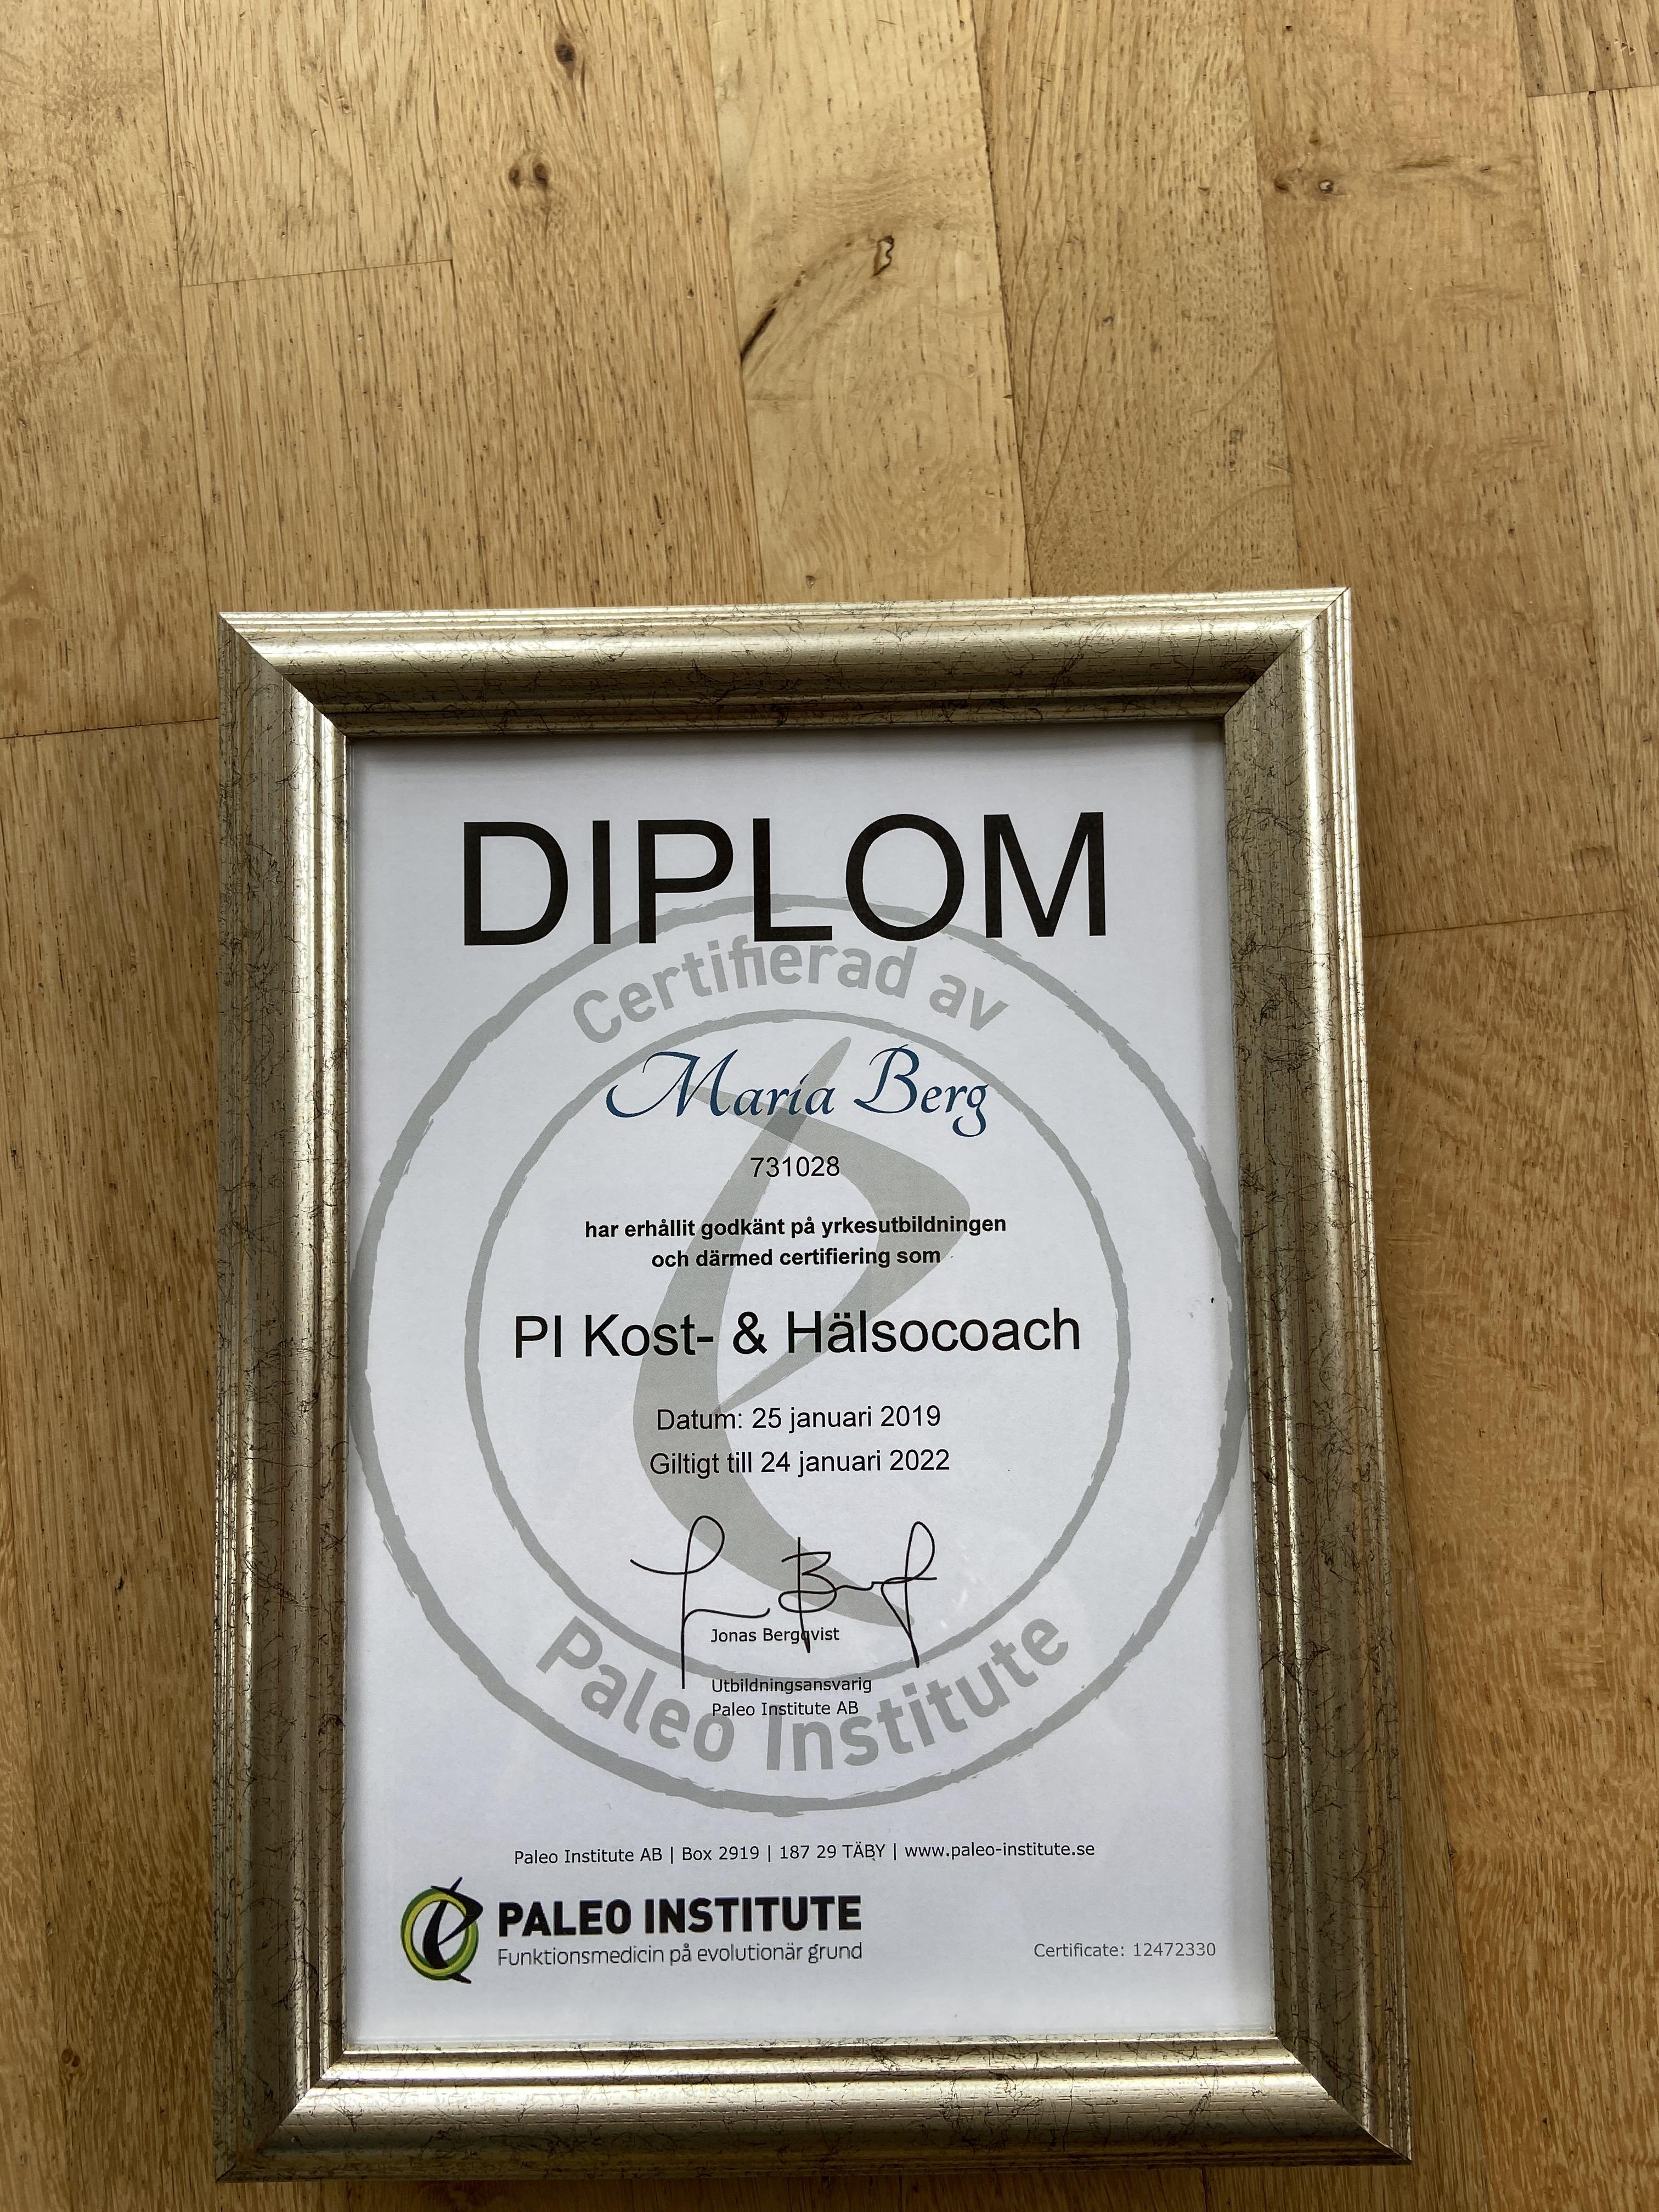 DIPLOM
Certifierad av
Maria Berg
731028
har erhållit godkänt på yrkesutbildningen
och därmed certifiering som
PI Kost- & Hälsocoach
Datum: 25 januari 2019
Giltigt till 24 januari 2022
Jonas Bergqvist
Utbildningsansvarig
Paleo Institute AB
Paleo Institute
Paleo Institute AB | Box 2919 | 187 29 TÄBY | www.paleo-institute.se
PALEO INSTITUTE
Funktionsmedicin på evolutionär grund
Certificate: 12472330